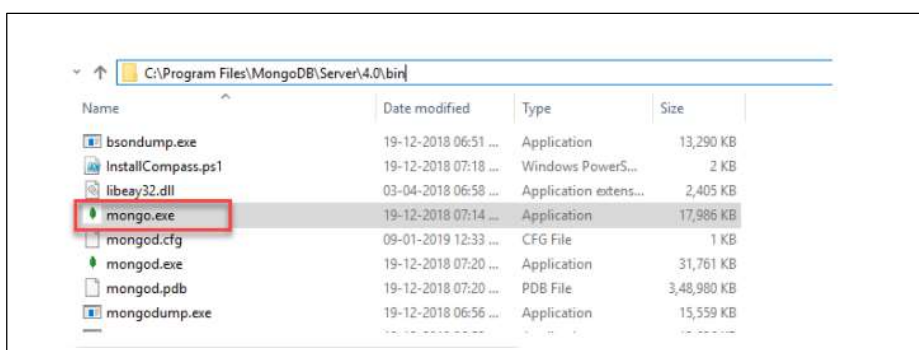 C:\Program Files\MongoDB\Server\4.0\bin
Name Date modified Type Size
bsondump.exe 19-12-2018 06:51 ... Application 13,290 KB
InstallCompass.ps1 19-12-2018 07:18 ... Windows PowerS... 2 KB
libeay32.dll 03-04-2018 06:58 ... Application extens... 2,405 KB
mongo.exe 19-12-2018 07:14 ... Application 17,986 KB
mongod.cfg 09-01-2019 12:33 ... CFG File 1 KB
mongod.exe 19-12-2018 07:20 ... Application 31,761 KB
mongod.pdb 19-12-2018 07:20 ... PDB File 3,48,980 KB
mongodump.exe 19-12-2018 06:56 ... Application 15,559 KB